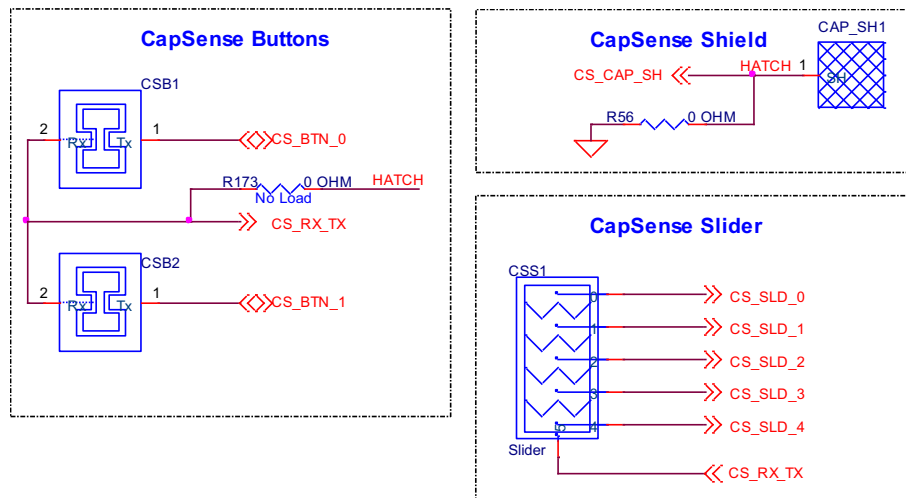 CapSense Buttons
CSB1
2 Rx Tx 1 CS_BTN_0
R173 0 OHM HATCH
No Load
CS_RX_TX
CSB2
2 Rx Tx 1 CS_BTN_1
CapSense Shield
CAP_SH1
CS_CAP_SH HATCH 1 SH
R56 0 OHM
CapSense Slider
CSS1
0 CS_SLD_0
1 CS_SLD_1
2 CS_SLD_2
3 CS_SLD_3
4 CS_SLD_4
Slider
CS_RX_TX